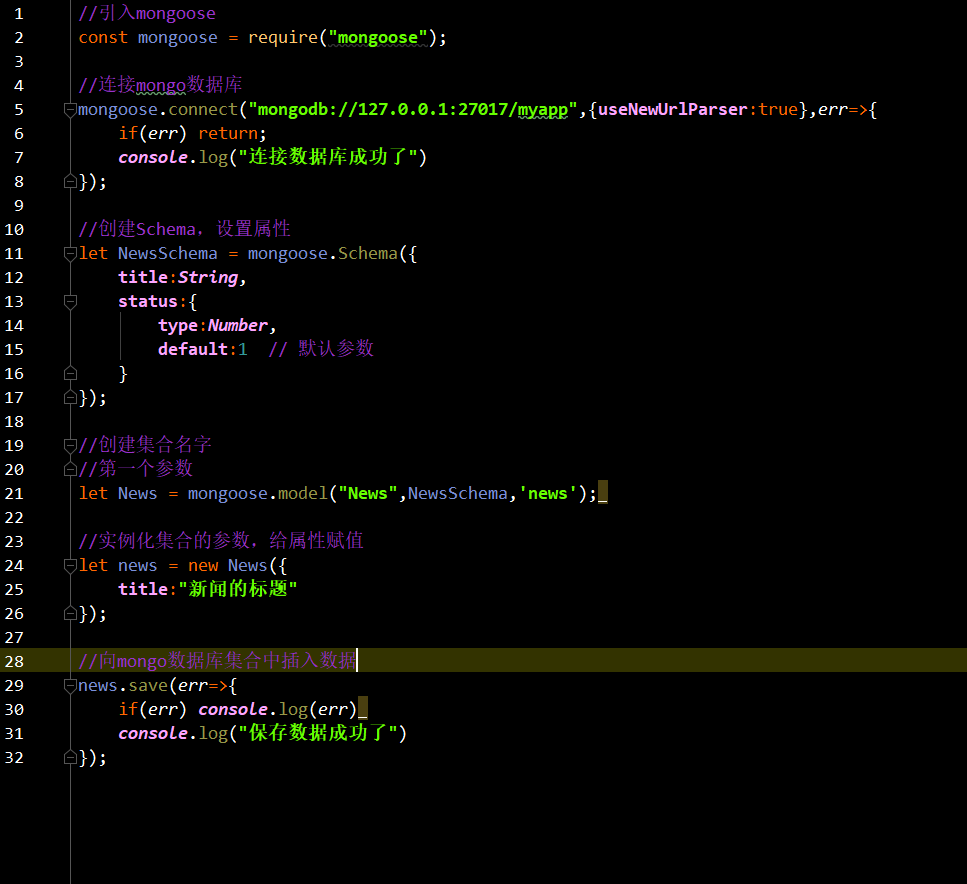 1 //引入mongoose
2 const mongoose = require("mongoose");
3
4 //连接mongo数据库
5 mongoose.connect("mongodb://127.0.0.1:27017/myapp",{useNewUrlParser:true},err=>{
6     if(err) return;
7     console.log("连接数据库成功了")
8 });
9
10 //创建Schema，设置属性
11 let NewsSchema = mongoose.Schema({
12     title:String,
13     status:{
14         type:Number,
15         default:1  // 默认参数
16     }
17 });
18
19 //创建集合名字
20 //第一个参数
21 let News = mongoose.model("News",NewsSchema,'news');_
22
23 //实例化集合的参数，给属性赋值
24 let news = new News({
25     title:"新闻的标题"
26 });
27
28 //向mongo数据库集合中插入数据
29 news.save(err=>{
30     if(err) console.log(err)_
31     console.log("保存数据成功了")
32 });